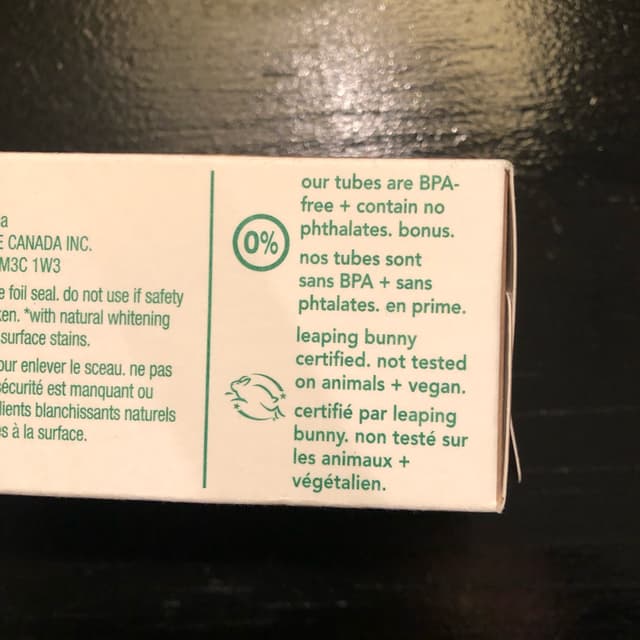 a
E CANADA INC.
M3C 1W3
e foil seal. do not use if safety
en. *with natural whitening
surface stains.
our enlever le sceau. ne pas
sécurité est manquant ou
dients blanchissants naturels
s à la surface.
0%
our tubes are BPA-
free + contain no
phthalates. bonus.
nos tubes sont
sans BPA + sans
phtalates. en prime.
leaping bunny
certified. not tested
on animals + vegan.
certifié par leaping
bunny. non testé sur
les animaux +
végétalien.